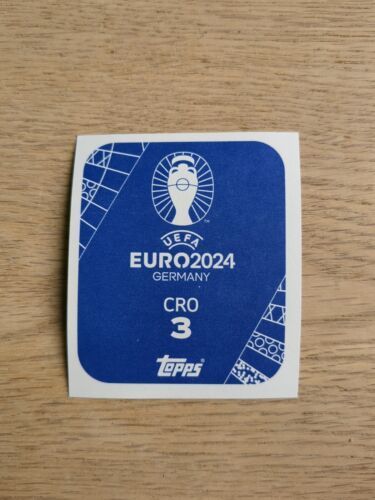 UEFA
EURO2024
GERMANY
CRO
3
Topps®